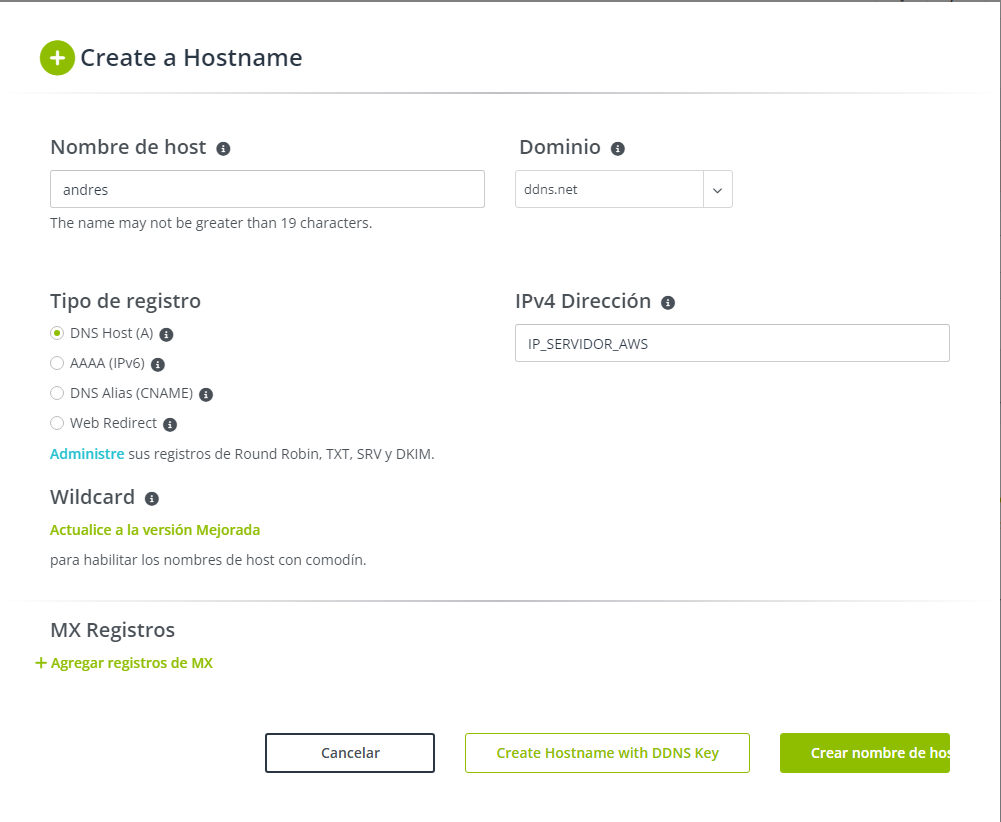 Create a Hostname
Nombre de host
Dominio
andres
ddns.net
The name may not be greater than 19 characters.
Tipo de registro
IPv4 Dirección
DNS Host (A)
IP_SERVIDOR_AWS
AAAA (IPv6)
DNS Alias (CNAME)
Web Redirect
Administre sus registros de Round Robin, TXT, SRV y DKIM.
Wildcard
Actualice a la versión Mejorada
para habilitar los nombres de host con comodín.
MX Registros
+ Agregar registros de MX
Cancelar
Create Hostname with DDNS Key
Crear nombre de hos